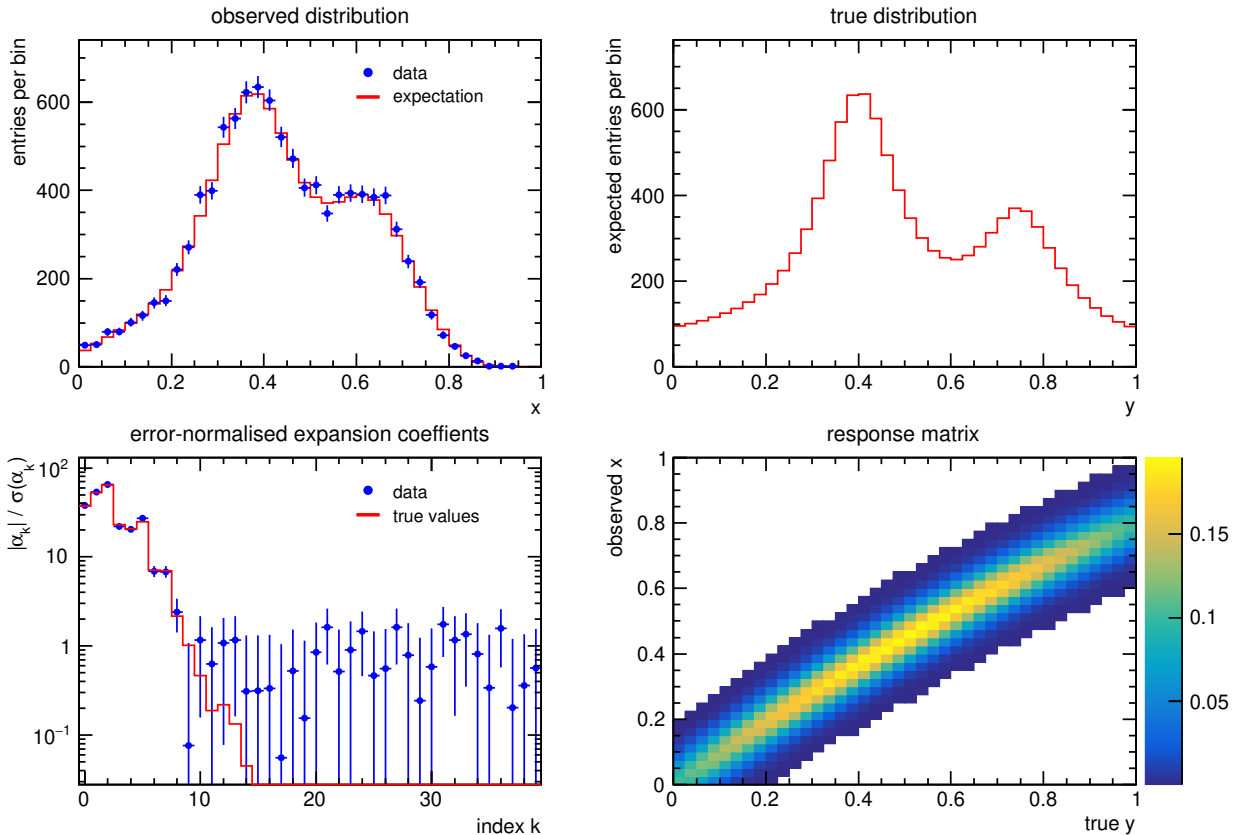 observed distribution
entries per bin
600
400
200
0
data
expectation
0
0.2
0.4
0.6
0.8
1
x
true distribution
expected entries per bin
600
400
200
0
0
0.2
0.4
0.6
0.8
1
y
error-normalised expansion coeffients
|α_k| / σ(α_k)
10²
10
1
10⁻¹
data
true values
0
10
20
30
index k
response matrix
observed x
1
0.8
0.6
0.4
0.2
0
0
0.2
0.4
0.6
0.8
1
true y
0.15
0.1
0.05